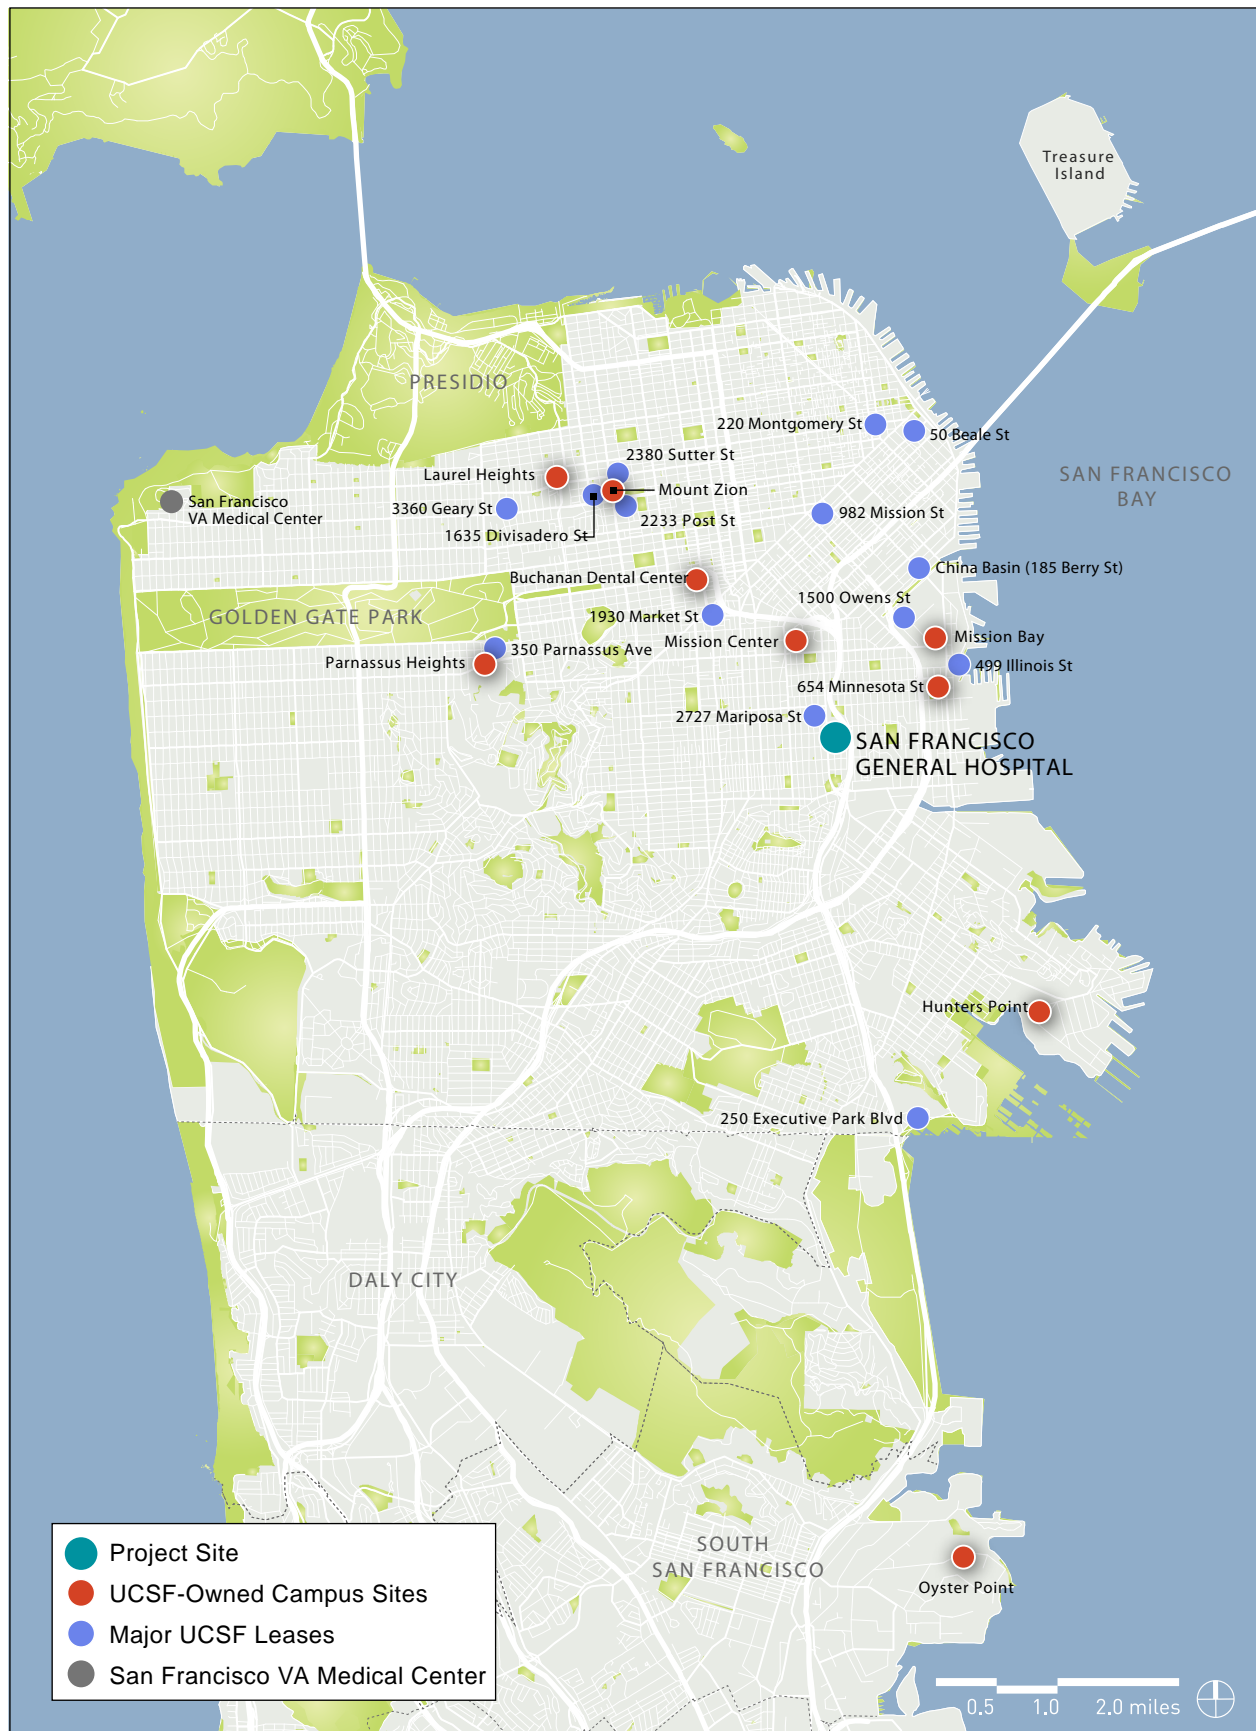 Treasure
Island
PRESIDIO
220 Montgomery St
50 Beale St
2380 Sutter St
Laurel Heights
SAN FRANCISCO
BAY
Mount Zion
San Francisco
VA Medical Center
3360 Geary St
982 Mission St
2233 Post St
1635 Divisadero St
China Basin (185 Berry St)
Buchanan Dental Center
1500 Owens St
GOLDEN GATE PARK
1930 Market St
Mission Center
Mission Bay
350 Parnassus Ave
Parnassus Heights
499 Illinois St
654 Minnesota St
2727 Mariposa St
SAN FRANCISCO
GENERAL HOSPITAL
Hunters Point
250 Executive Park Blvd
DALY CITY
SOUTH
SAN FRANCISCO
Oyster Point
Project Site
UCSF-Owned Campus Sites
Major UCSF Leases
San Francisco VA Medical Center
0.5 1.0 2.0 miles